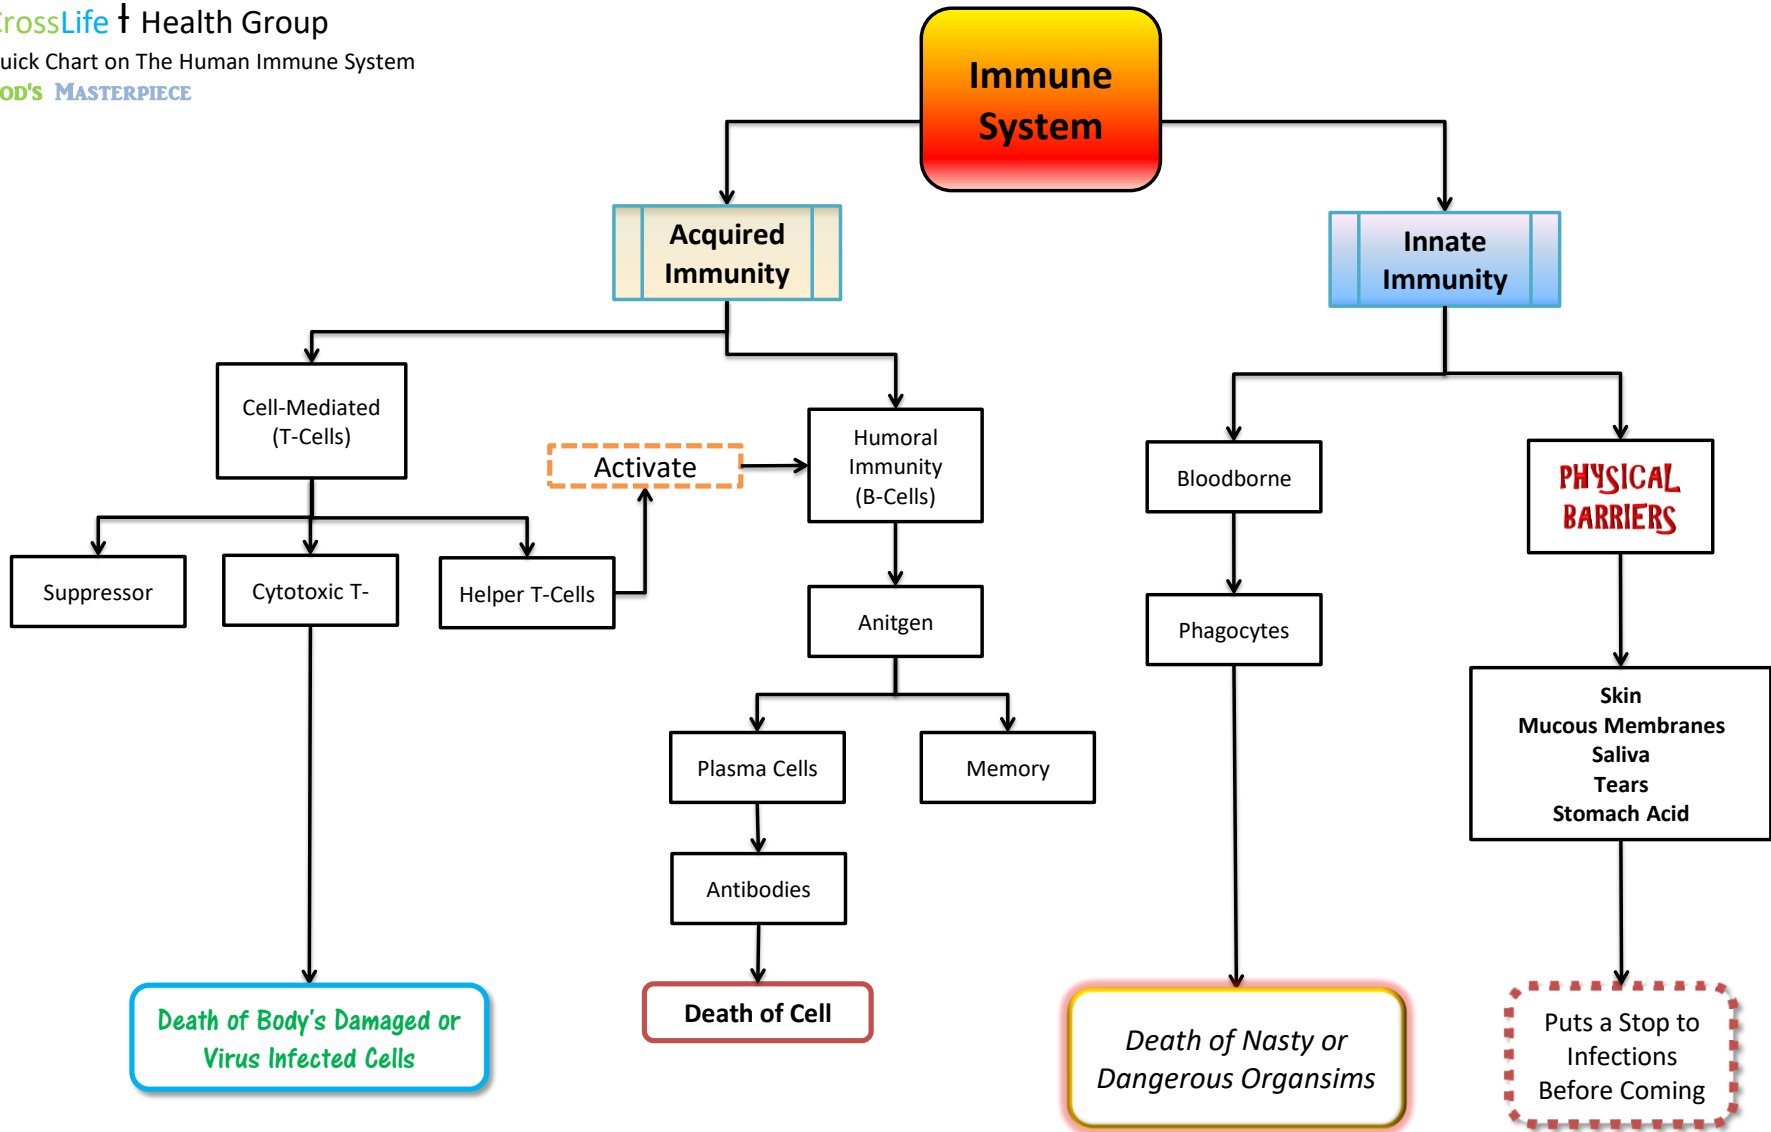 CrossLife ƚ Health Group
Quick Chart on The Human Immune System
GOD'S MASTERPIECE
Immune
System
Acquired
Immunity
Innate
Immunity
Cell-Mediated
(T-Cells)
Activate
Humoral
Immunity
(B-Cells)
Bloodborne
PHYSICAL
BARRIERS
Suppressor
Cytotoxic T-
Helper T-Cells
Anitgen
Phagocytes
Skin
Mucous Membranes
Saliva
Tears
Stomach Acid
Plasma Cells
Memory
Antibodies
Death of Body's Damaged or
Virus Infected Cells
Death of Cell
Death of Nasty or
Dangerous Organsims
Puts a Stop to
Infections
Before Coming